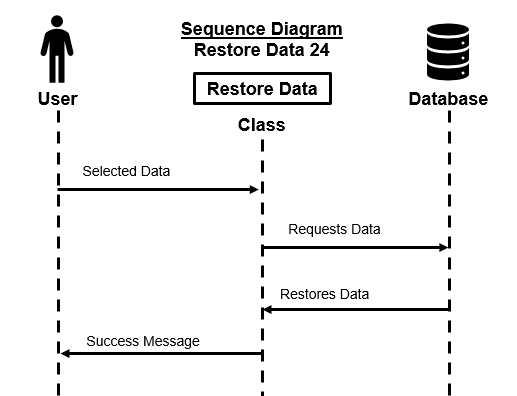 Sequence Diagram
Restore Data 24
Restore Data
User
Class
Database
Selected Data
Requests Data
Restores Data
Success Message